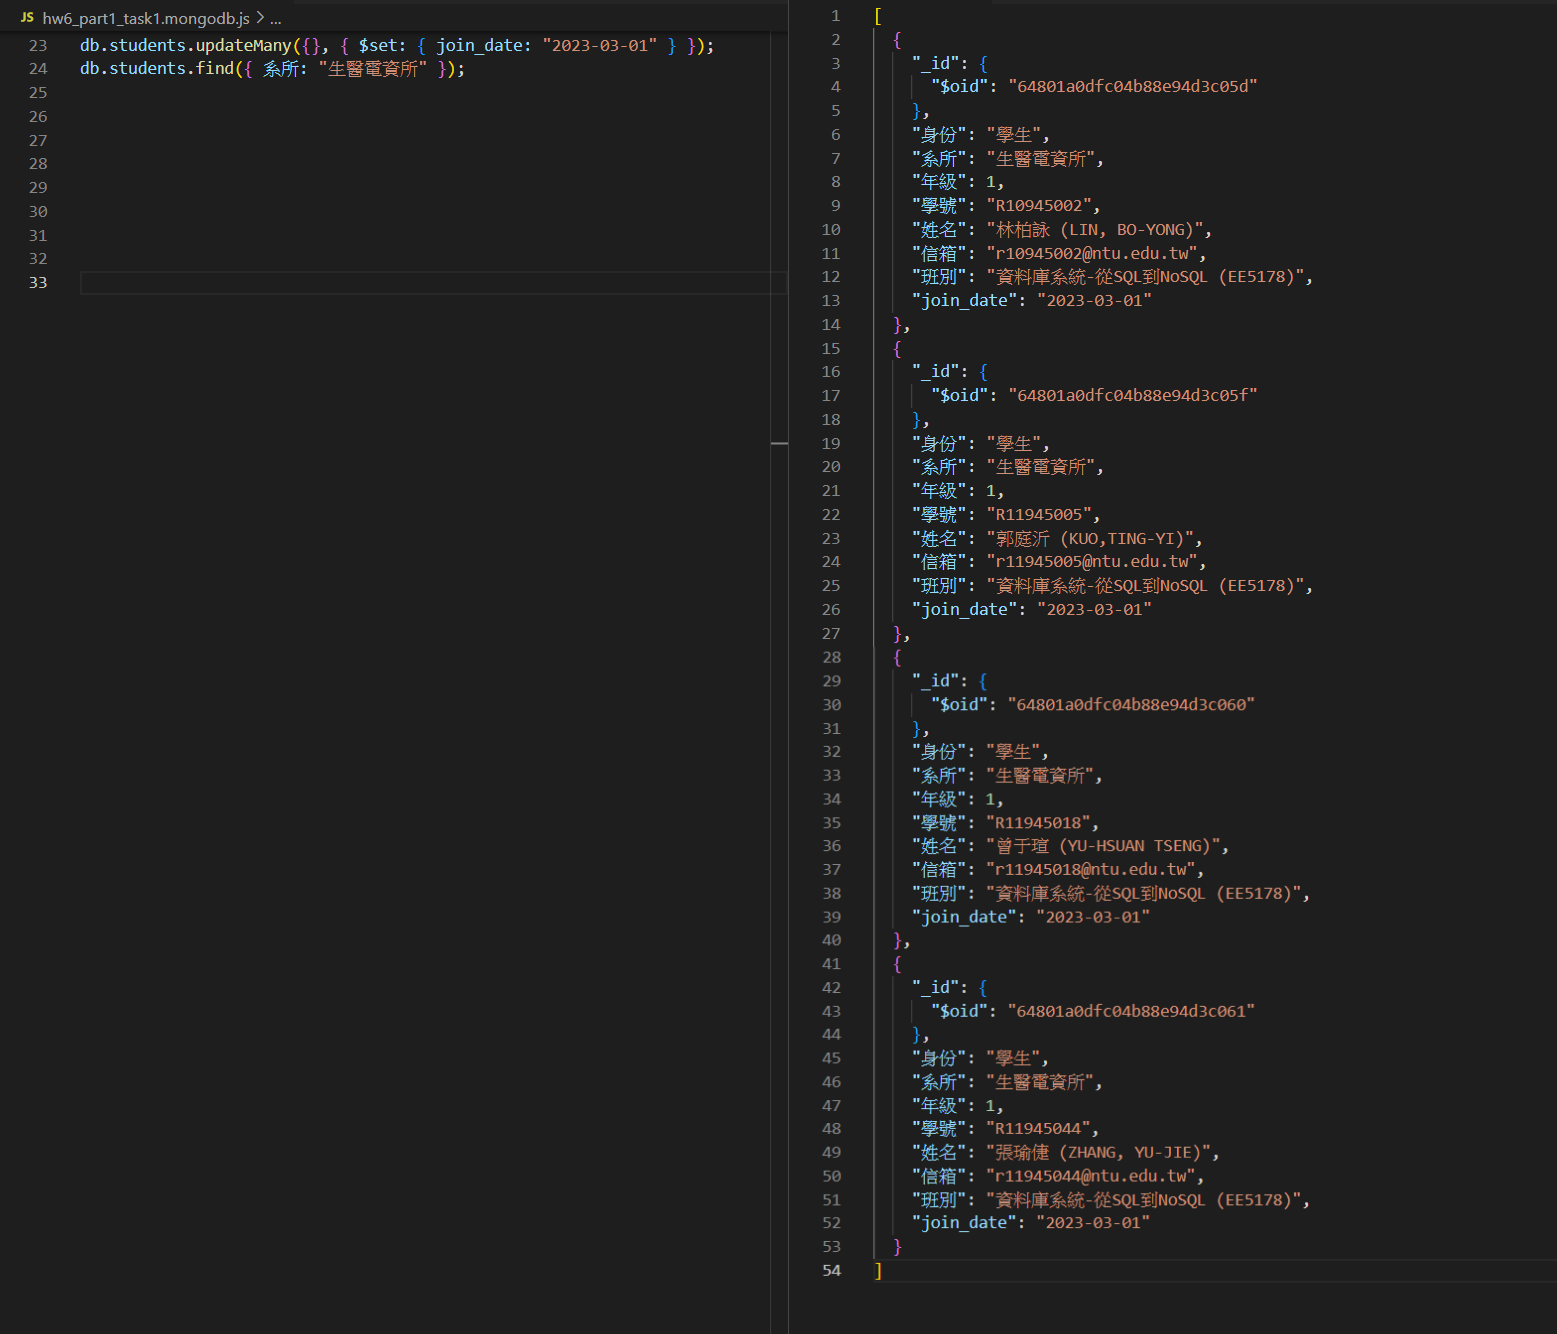 JS hw6_part1_task1.mongodb.js > ...
23 db.students.updateMany({}, { $set: { join_date: "2023-03-01" } });
24 db.students.find({ 系所: "生醫電資所" });
25
26
27
28
29
30
31
32
33
1 [
2 {
3 "_id": {
4 "$oid": "64801a0dfc04b88e94d3c05d"
5 },
6 "身份": "學生",
7 "系所": "生醫電資所",
8 "年級": 1,
9 "學號": "R10945002",
10 "姓名": "林柏詠 (LIN, BO-YONG)",
11 "信箱": "r10945002@ntu.edu.tw",
12 "班別": "資料庫系統-從SQL到NoSQL (EE5178)",
13 "join_date": "2023-03-01"
14 },
15 {
16 "_id": {
17 "$oid": "64801a0dfc04b88e94d3c05f"
18 },
19 "身份": "學生",
20 "系所": "生醫電資所",
21 "年級": 1,
22 "學號": "R11945005",
23 "姓名": "郭庭沂 (KUO,TING-YI)",
24 "信箱": "r11945005@ntu.edu.tw",
25 "班別": "資料庫系統-從SQL到NoSQL (EE5178)",
26 "join_date": "2023-03-01"
27 },
28 {
29 "_id": {
30 "$oid": "64801a0dfc04b88e94d3c060"
31 },
32 "身份": "學生",
33 "系所": "生醫電資所",
34 "年級": 1,
35 "學號": "R11945018",
36 "姓名": "曾于瑄 (YU-HSUAN TSENG)",
37 "信箱": "r11945018@ntu.edu.tw",
38 "班別": "資料庫系統-從SQL到NoSQL (EE5178)",
39 "join_date": "2023-03-01"
40 },
41 {
42 "_id": {
43 "$oid": "64801a0dfc04b88e94d3c061"
44 },
45 "身份": "學生",
46 "系所": "生醫電資所",
47 "年級": 1,
48 "學號": "R11945044",
49 "姓名": "張瑜倢 (ZHANG, YU-JIE)",
50 "信箱": "r11945044@ntu.edu.tw",
51 "班別": "資料庫系統-從SQL到NoSQL (EE5178)",
52 "join_date": "2023-03-01"
53 }
54 ]